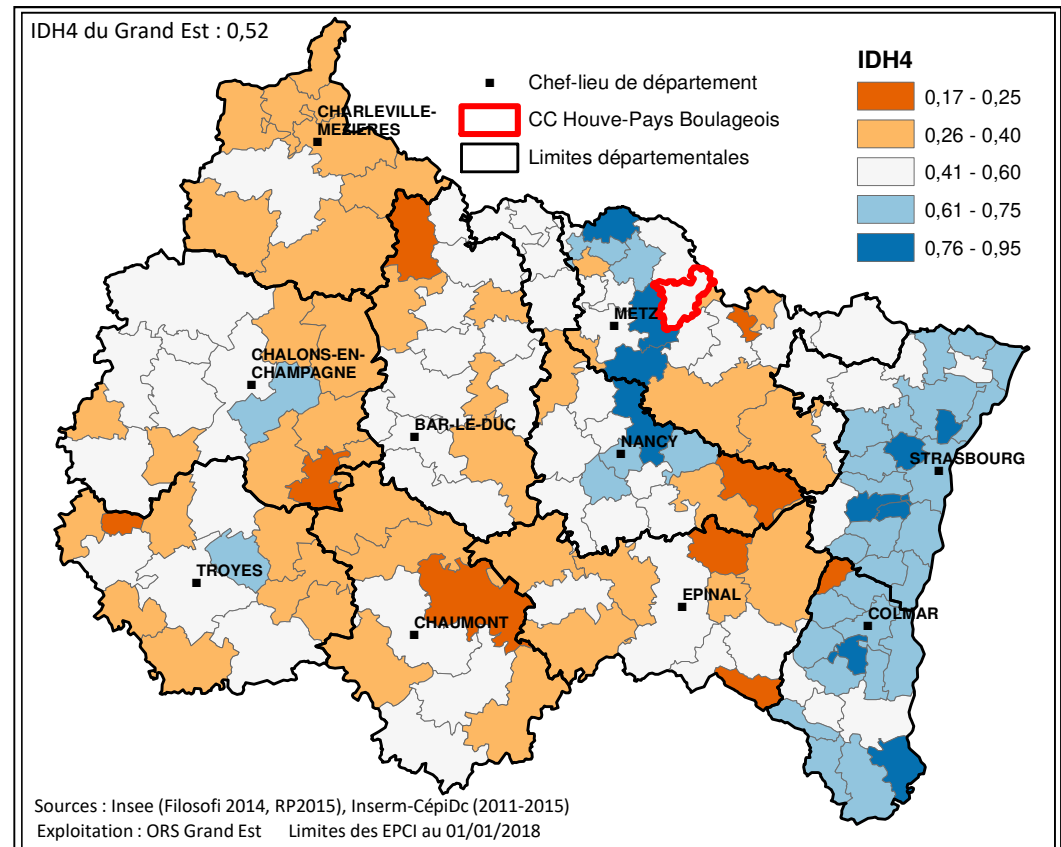 IDH4 du Grand Est : 0,52
IDH4
Chef-lieu de département
CC Houve-Pays Boulageois
Limites départementales
0,17 - 0,25
0,26 - 0,40
0,41 - 0,60
0,61 - 0,75
0,76 - 0,95
CHARLEVILLE-
MEZIERES
METZ
CHALONS-EN-
CHAMPAGNE
BAR-LE-DUC
NANCY
STRASBOURG
TROYES
CHAUMONT
EPINAL
COLMAR
Sources : Insee (Filosofi 2014, RP2015), Inserm-CépiDc (2011-2015)
Exploitation : ORS Grand Est Limites des EPCI au 01/01/2018